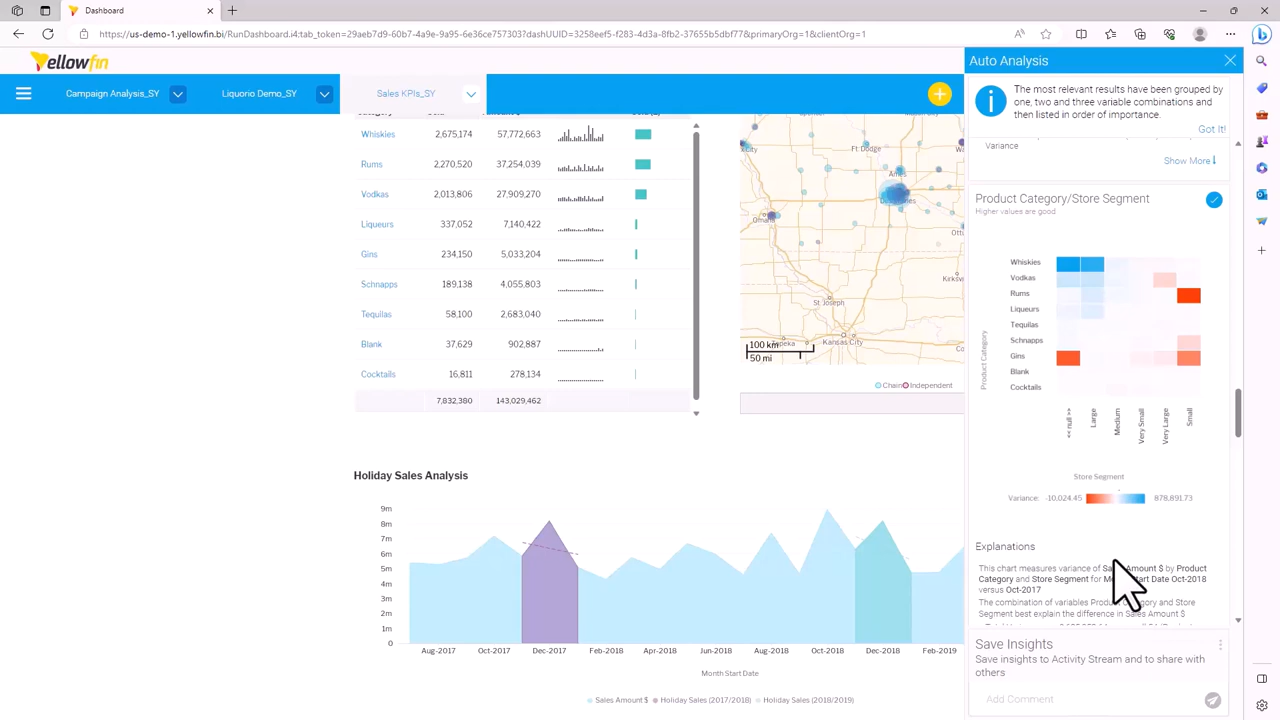 Dashboard
https://us-demo-1.yellowfin.bi/RunDashboard.i4:tab_token=29aeb7d9-60b7-4a9e-9a95-6e36ce757303?dashUUID=3258eef5-f283-4d3a-8fb2-37655b5dbf77&primaryOrg=1&clientOrg=1
Yellowfin
Campaign Analysis_SY
Liquorio Demo_SY
Sales KPIs_SY
Whiskies 2,675,174 57,772,663
Rums 2,270,520 37,254,039
Vodkas 2,013,806 27,909,270
Liqueurs 337,052 7,140,422
Gins 234,150 5,033,204
Schnapps 189,138 4,055,803
Tequilas 58,100 2,683,040
Blank 37,629 902,887
Cocktails 16,811 278,134
7,832,380 143,029,462
Ft Dodge
Ames
Omaha
St. Joseph
Kansas City
100 km
50 mi
Chain Independent
Holiday Sales Analysis
9m
8m
7m
6m
5m
4m
3m
2m
1m
0
Aug-2017 Oct-2017 Dec-2017 Feb-2018 Apr-2018 Jun-2018 Aug-2018 Oct-2018 Dec-2018 Feb-2019
Month Start Date
Sales Amount $ Holiday Sales (2017/2018) Holiday Sales (2018/2019)
Auto Analysis
The most relevant results have been grouped by
one, two and three variable combinations and
then listed in order of importance.
Got It!
Variance
Show More
Product Category/Store Segment
Higher values are good
Product Category
Whiskies
Vodkas
Rums
Liqueurs
Tequilas
Schnapps
Gins
Blank
Cocktails
<< null >>
Large
Medium
Very Small
Very Large
Small
Store Segment
Variance: -10,024.45 878,891.73
Explanations
This chart measures variance of Amount $ by Product
Category and Store Segment for Start Date Oct-2018
versus Oct-2017
The combination of variables Product Category and Store
Segment best explain the difference in Sales Amount $
Save Insights
Save insights to Activity Stream and to share with
others
Add Comment